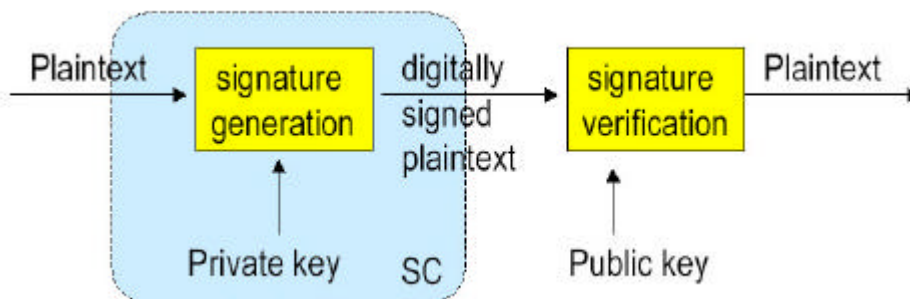 Plaintext
signature
generation
digitally
signed
plaintext
signature
verification
Plaintext
Private key
SC
Public key